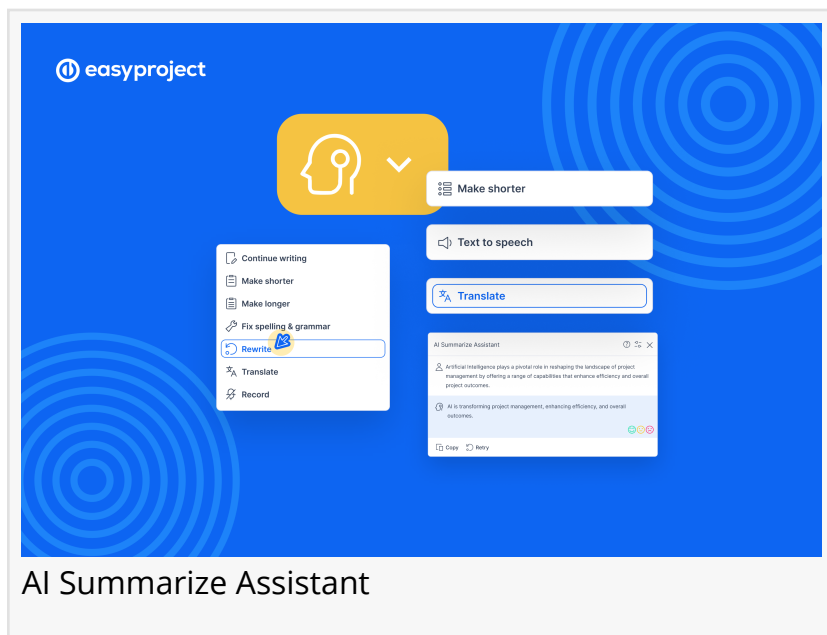 easyproject
Make shorter
Text to speech
Translate
Continue writing
Make shorter
Make longer
Fix spelling & grammar
Rewrite
Translate
Record
AI Summarize Assistant
Artificial Intelligence plays a pivotal role in reshaping the landscape of project
management by offering a range of capabilities that enhance efficiency and overall
project outcomes.
AI is transforming project management, enhancing efficiency, and overall
outcomes.
Copy Retry
AI Summarize Assistant